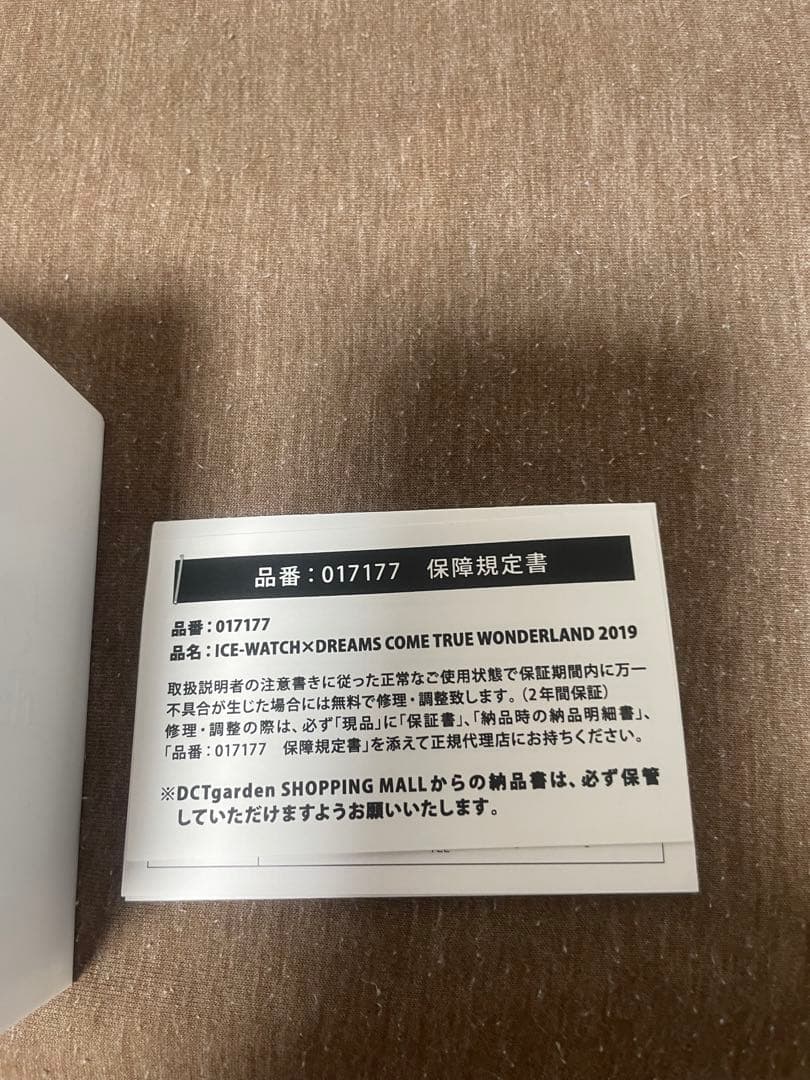 品番：017177　保障規定書
品番：017177
品名：ICE-WATCH×DREAMS COME TRUE WONDERLAND 2019
取扱説明者の注意書きに従った正常なご使用状態で保証期間内に万一
不具合が生じた場合には無料で修理・調整致します。（2年間保証）
修理・調整の際は、必ず「現品」に「保証書」、「納品時の納品明細書」、
「品番：017177　保障規定書」を添えて正規代理店にお持ちください。
※DCTgarden SHOPPING MALLからの納品書は、必ず保管
していただけますようお願いいたします。